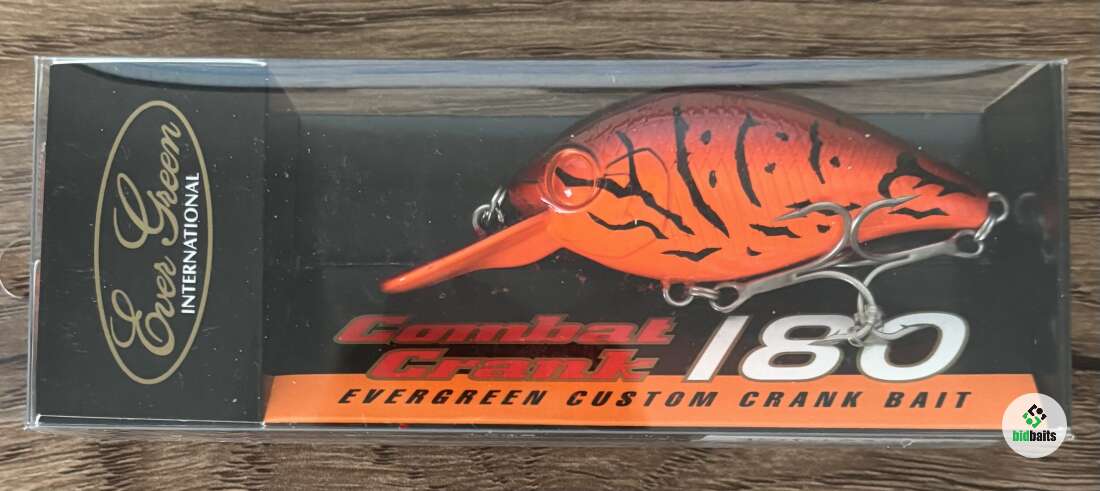 Ever Green
INTERNATIONAL
Combat
Crank 180
EVERGREEN CUSTOM CRANK BAIT
bidbaits